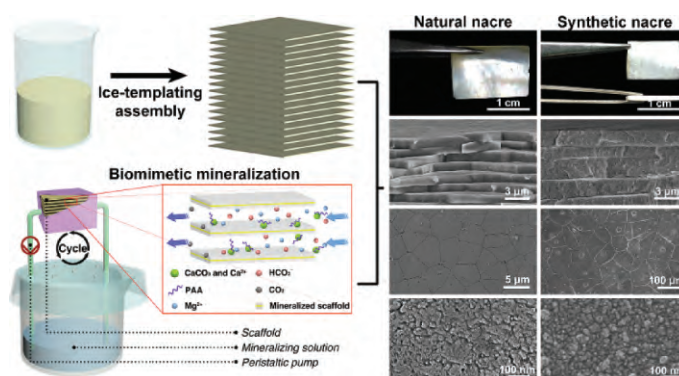 Natural nacre
Synthetic nacre
Ice-templating
assembly
1 cm
1 cm
Biomimetic mineralization
3 µm
3 µm
Cycle
CaCO₃ and Ca²⁺
HCO₃⁻
PAA
CO₂
Mg²⁺
Mineralized scaffold
5 µm
100 µm
Scaffold
Mineralizing solution
Peristaltic pump
100 nm
100 nm